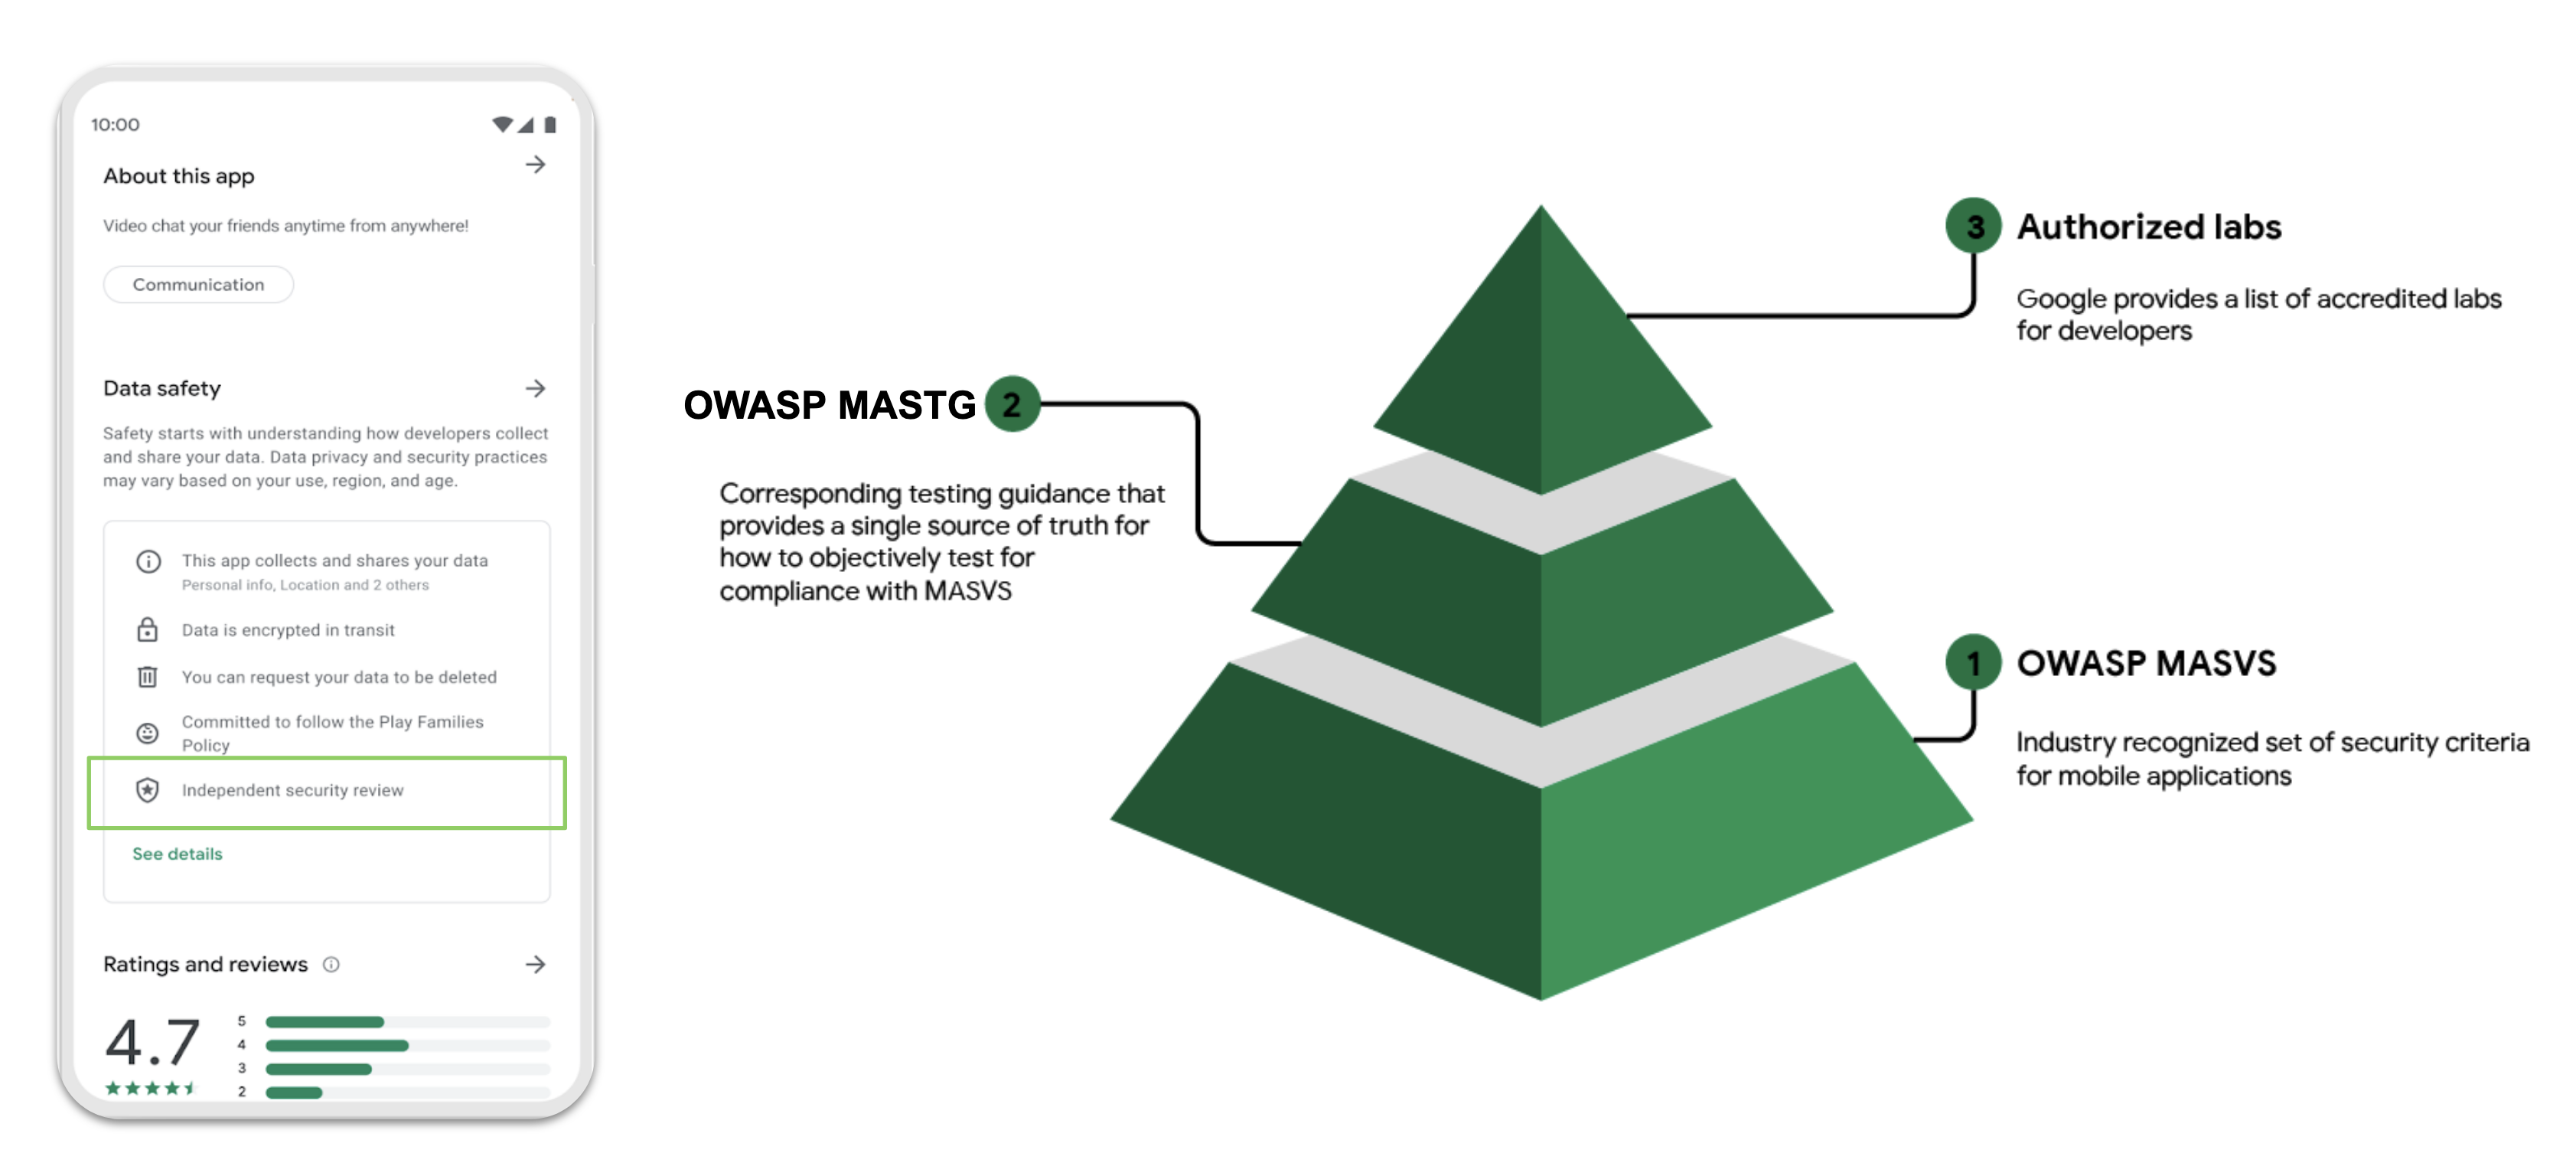 10:00
About this app
Video chat your friends anytime from anywhere!
Communication
Data safety
Safety starts with understanding how developers collect
and share your data. Data privacy and security practices
may vary based on your use, region, and age.
This app collects and shares your data
Personal info, Location and 2 others
Data is encrypted in transit
You can request your data to be deleted
Committed to follow the Play Families
Policy
Independent security review
See details
Ratings and reviews
4.7
5
4
3
2
OWASP MASTG 2
Corresponding testing guidance that
provides a single source of truth for
how to objectively test for
compliance with MASVS
3 Authorized labs
Google provides a list of accredited labs
for developers
1 OWASP MASVS
Industry recognized set of security criteria
for mobile applications